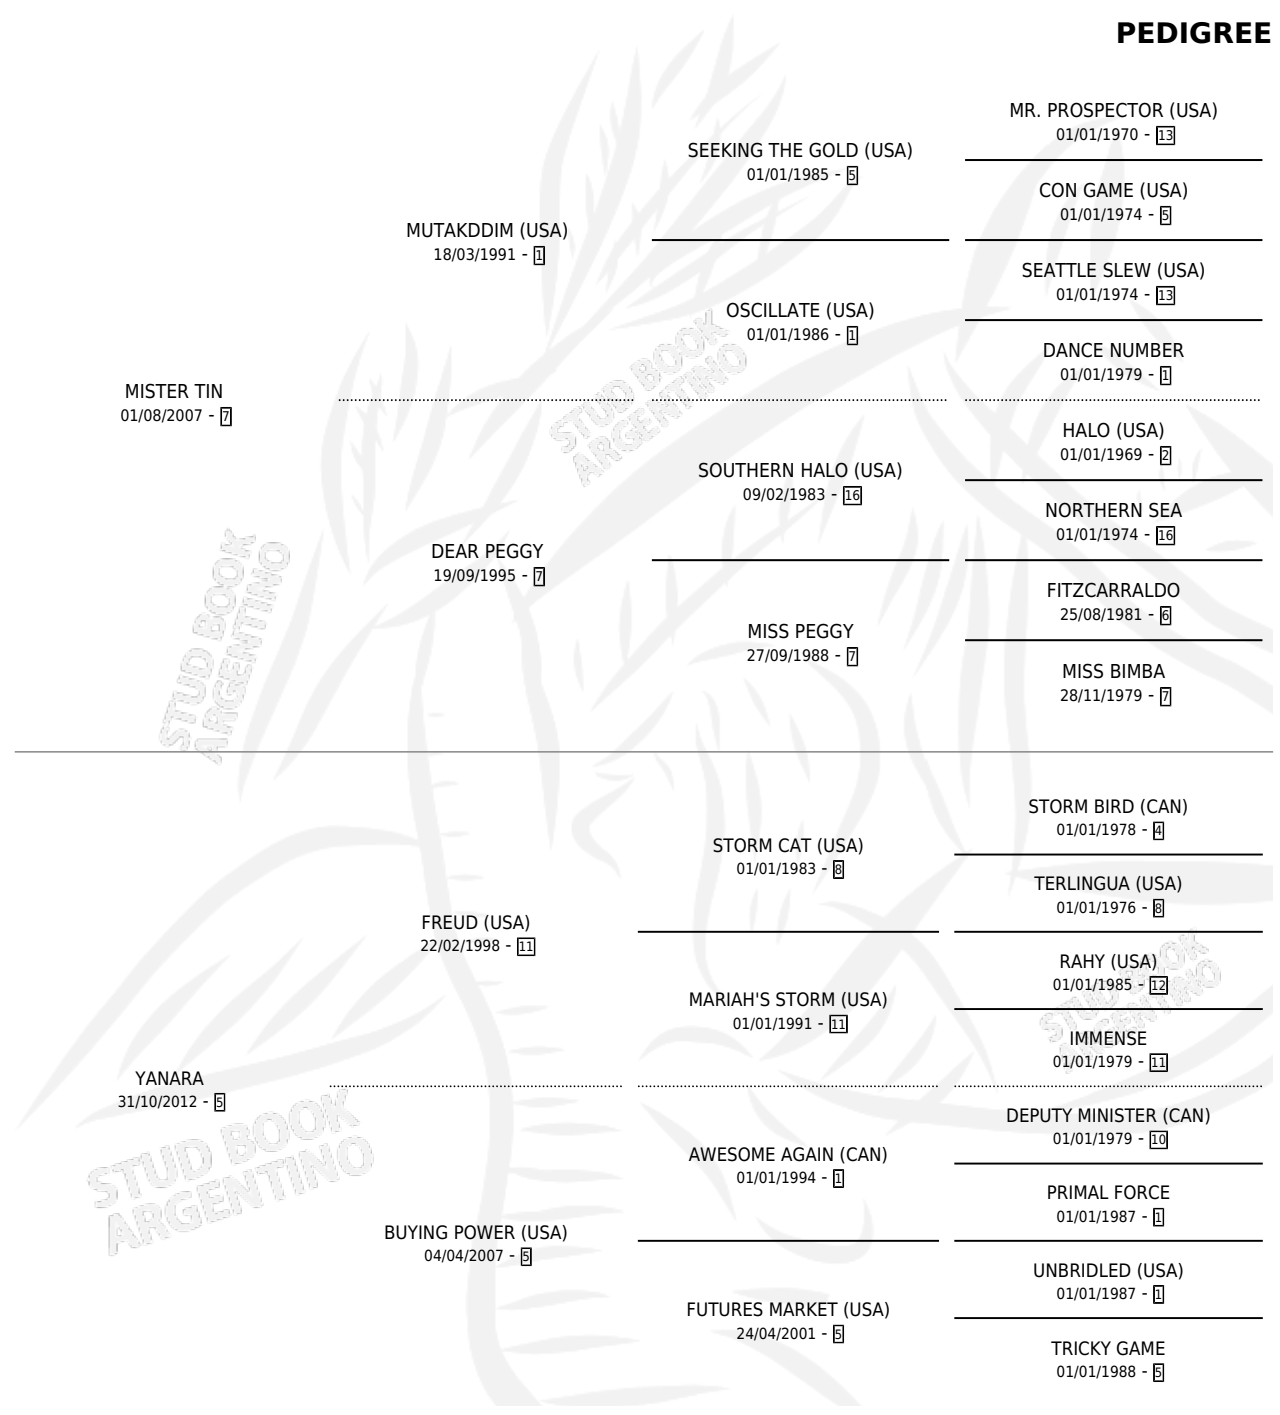 PEDIGREE
MR. PROSPECTOR (USA)
01/01/1970 - 13
SEEKING THE GOLD (USA)
01/01/1985 - 5
CON GAME (USA)
01/01/1974 - 5
MUTAKDDIM (USA)
18/03/1991 - 1
SEATTLE SLEW (USA)
01/01/1974 - 13
OSCILLATE (USA)
01/01/1986 - 1
DANCE NUMBER
01/01/1979 - 1
MISTER TIN
01/08/2007 - 7
STUD BOOK
ARGENTINO
HALO (USA)
01/01/1969 - 2
SOUTHERN HALO (USA)
09/02/1983 - 16
NORTHERN SEA
01/01/1974 - 16
DEAR PEGGY
19/09/1995 - 7
FITZCARRALDO
25/08/1981 - 6
MISS PEGGY
27/09/1988 - 7
MISS BIMBA
28/11/1979 - 7
STUD BOOK
ARGENTINO
STORM BIRD (CAN)
01/01/1978 - 4
STORM CAT (USA)
01/01/1983 - 8
TERLINGUA (USA)
01/01/1976 - 8
FREUD (USA)
22/02/1998 - 11
RAHY (USA)
01/01/1985 - 12
MARIAH'S STORM (USA)
01/01/1991 - 11
STUD BOOK
ARGENTINO
IMMENSE
01/01/1979 - 11
YANARA
31/10/2012 - 5
DEPUTY MINISTER (CAN)
01/01/1979 - 10
AWESOME AGAIN (CAN)
01/01/1994 - 1
STUD BOOK
ARGENTINO
PRIMAL FORCE
01/01/1987 - 1
BUYING POWER (USA)
04/04/2007 - 5
UNBRIDLED (USA)
01/01/1987 - 1
FUTURES MARKET (USA)
24/04/2001 - 5
TRICKY GAME
01/01/1988 - 5